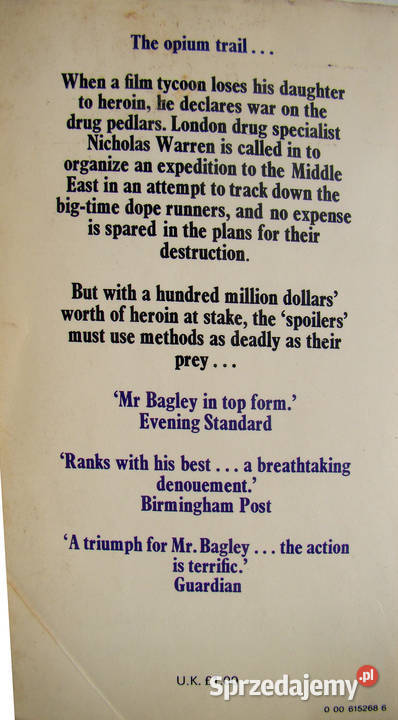 The opium trail . . .
When a film tycoon loses his daughter
to heroin, he declares war on the
drug pedlars. London drug specialist
Nicholas Warren is called in to
organize an expedition to the Middle
East in an attempt to track down the
big-time dope runners, and no expense
is spared in the plans for their
destruction.
But with a hundred million dollars'
worth of heroin at stake, the 'spoilers'
must use methods as deadly as their
prey . . .
'Mr Bagley in top form.'
Evening Standard
'Ranks with his best . . . a breathtaking
denouement.'
Birmingham Post
'A triumph for Mr. Bagley . . . the action
is terrific.'
Guardian
U.K.
Sprzedajemy.pl
0 00 615268 6